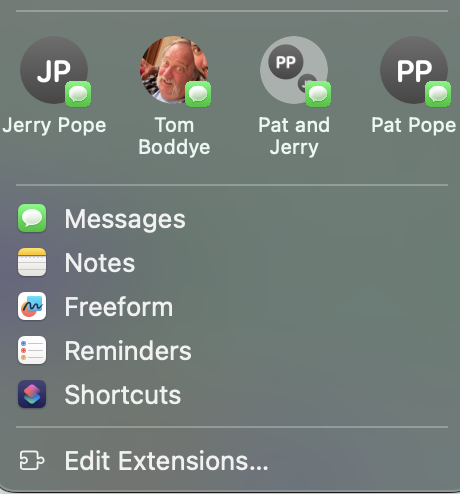 JP
PP
PP
Jerry Pope
Tom
Boddye
Pat and
Jerry
Pat Pope
Messages
Notes
Freeform
Reminders
Shortcuts
Edit Extensions...